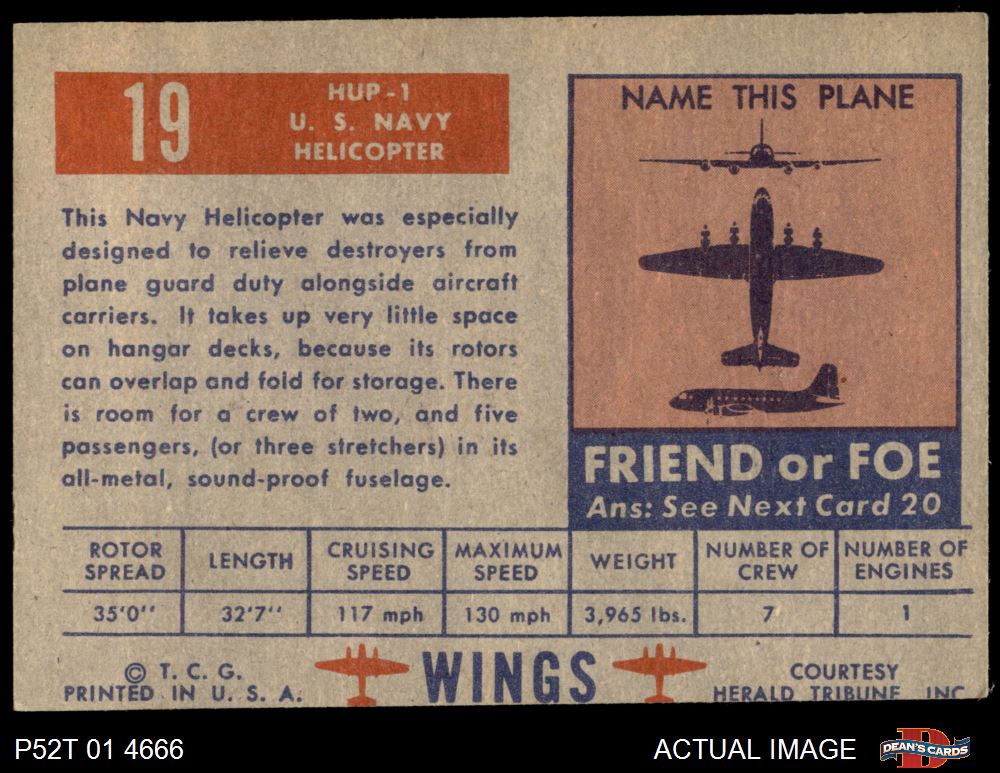 19
HUP-1
U. S. NAVY
HELICOPTER
This Navy Helicopter was especially
designed to relieve destroyers from
plane guard duty alongside aircraft
carriers. It takes up very little space
on hangar decks, because its rotors
can overlap and fold for storage. There
is room for a crew of two, and five
passengers, (or three stretchers) in its
all-metal, sound-proof fuselage.
NAME THIS PLANE
FRIEND or FOE
Ans: See Next Card 20
ROTOR SPREAD LENGTH CRUISING SPEED MAXIMUM SPEED WEIGHT NUMBER OF CREW NUMBER OF ENGINES
35'0" 32'7" 117 mph 130 mph 3,965 lbs. 7 1
© T. C. G.
PRINTED IN U. S. A.
WINGS
COURTESY
HERALD TRIBUNE INC
P52T 01 4666
ACTUAL IMAGE
DEAN'S CARDS